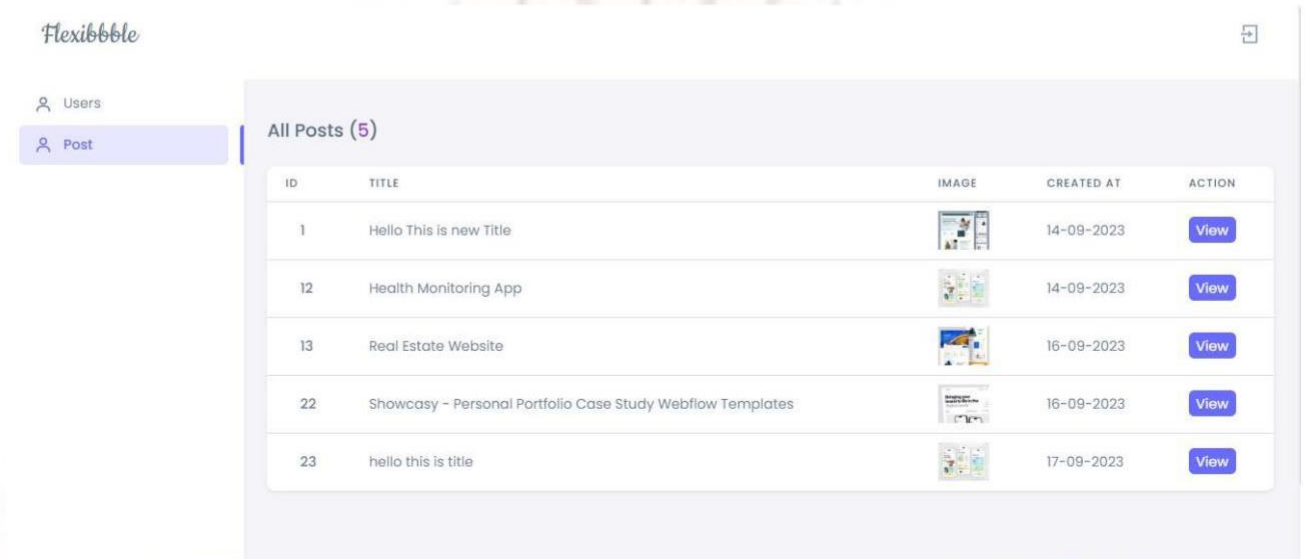 Flexibbble
Users
Post
All Posts (5)
ID TITLE IMAGE CREATED AT ACTION
1 Hello This is new Title 14-09-2023 View
12 Health Monitoring App 14-09-2023 View
13 Real Estate Website 16-09-2023 View
22 Showcasy - Personal Portfolio Case Study Webflow Templates 16-09-2023 View
23 hello this is title 17-09-2023 View